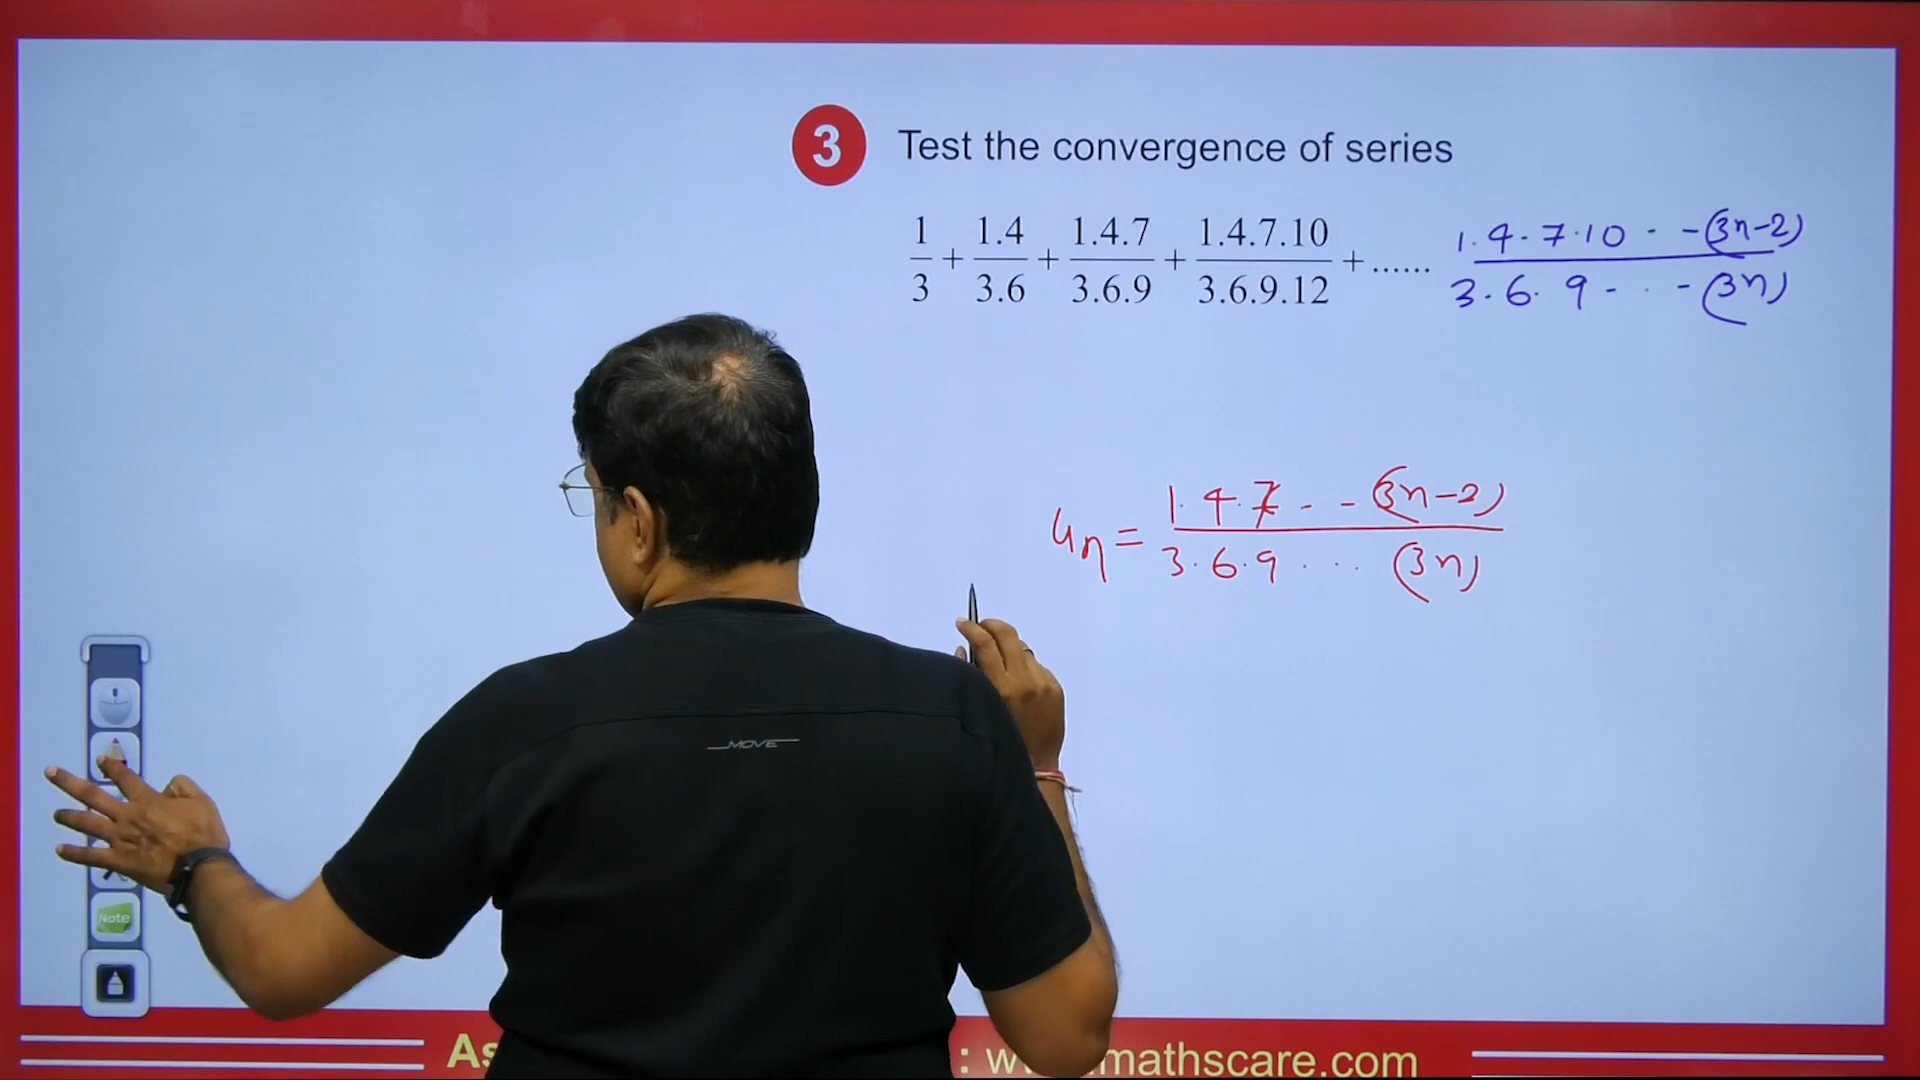 3 Test the convergence of series
1/3 + 1.4/3.6 + 1.4.7/3.6.9 + 1.4.7.10/3.6.9.12 + ...... 1.4.7.10 . - -(3n-2)/3.6.9 - . . -(3n)
un = 1.4.7 - - (3n-2)/3.6.9 . . . (3n)
MOVE
Note
: mathscare.com